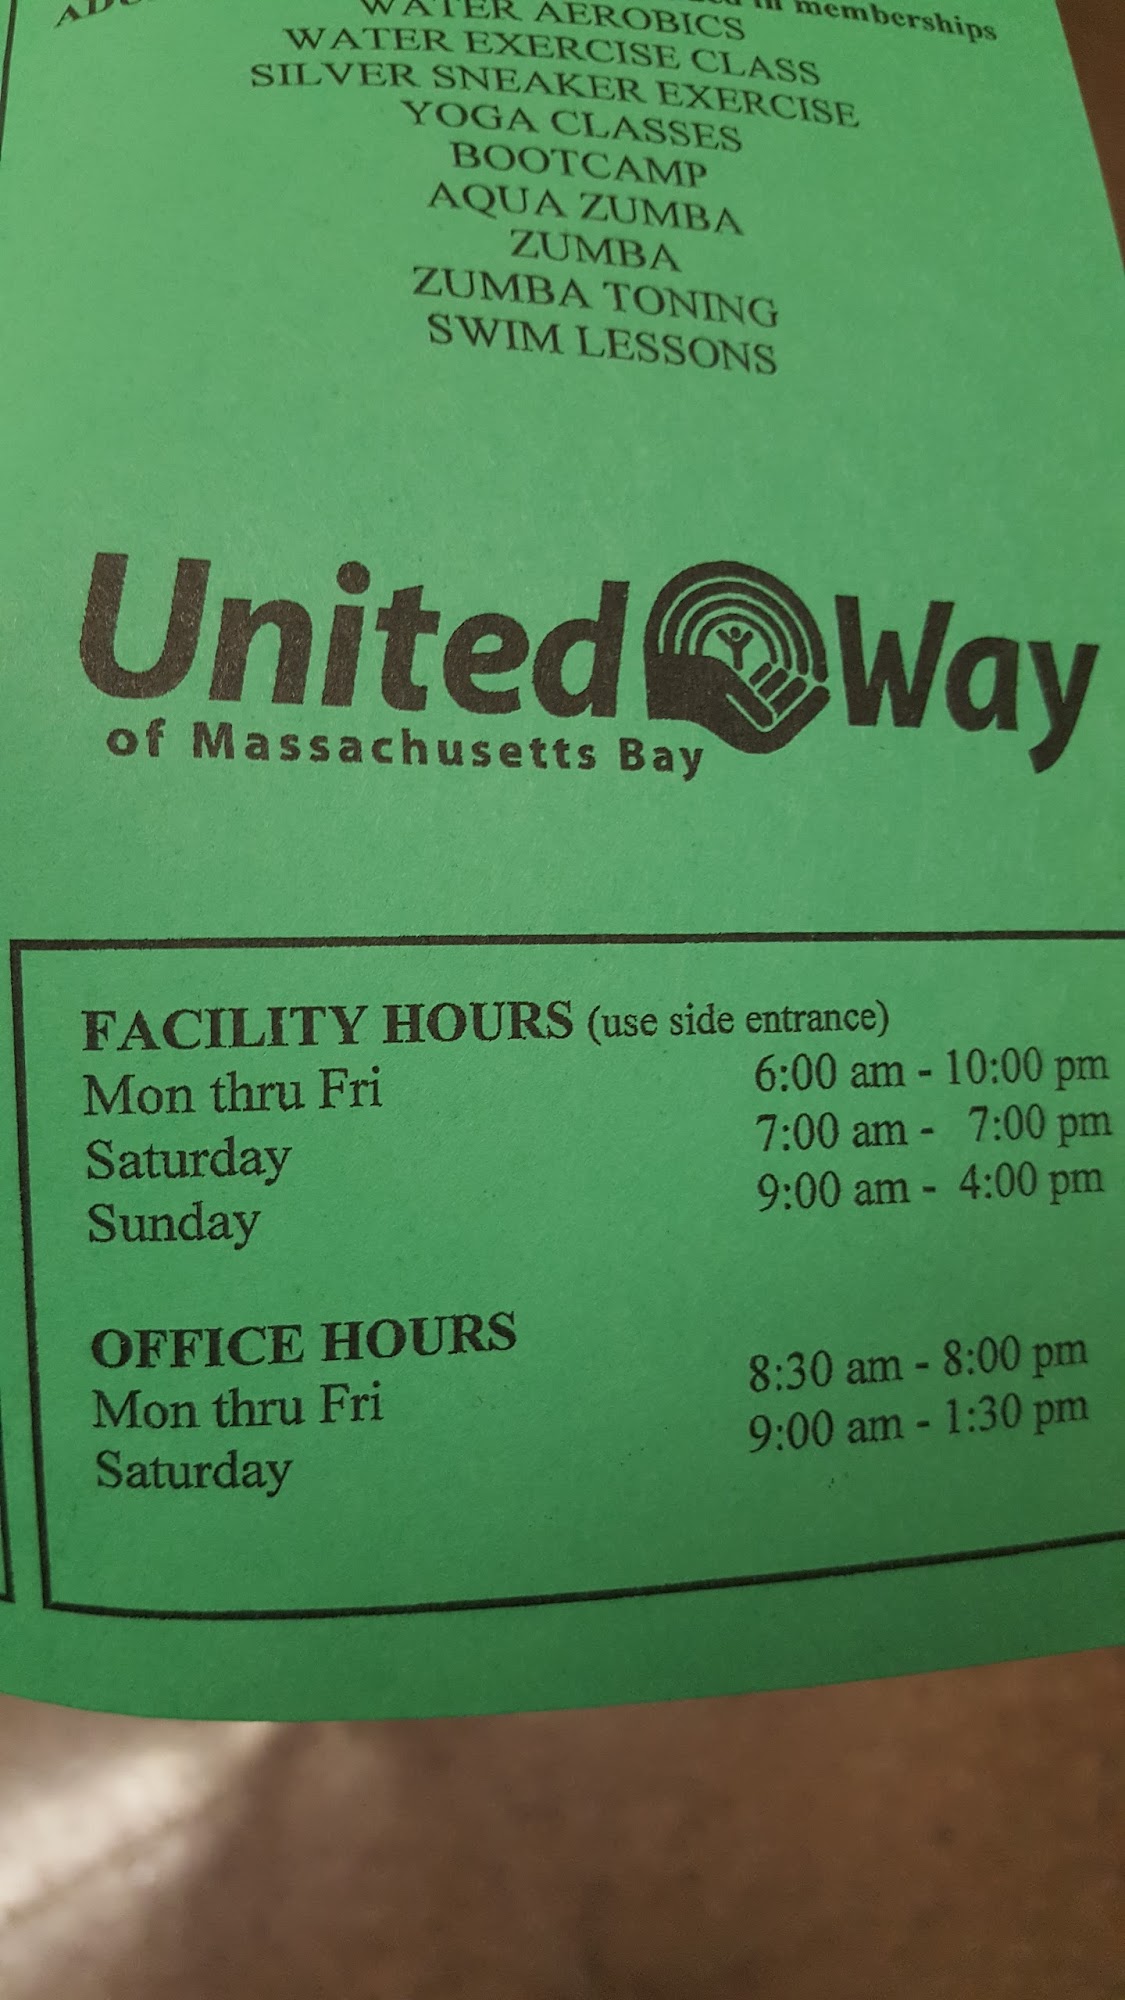 in memberships
WATER AEROBICS
WATER EXERCISE CLASS
SILVER SNEAKER EXERCISE
YOGA CLASSES
BOOTCAMP
AQUA ZUMBA
ZUMBA
ZUMBA TONING
SWIM LESSONS
United Way
of Massachusetts Bay
FACILITY HOURS (use side entrance)
Mon thru Fri 6:00 am - 10:00 pm
Saturday 7:00 am - 7:00 pm
Sunday 9:00 am - 4:00 pm
OFFICE HOURS
Mon thru Fri 8:30 am - 8:00 pm
Saturday 9:00 am - 1:30 pm